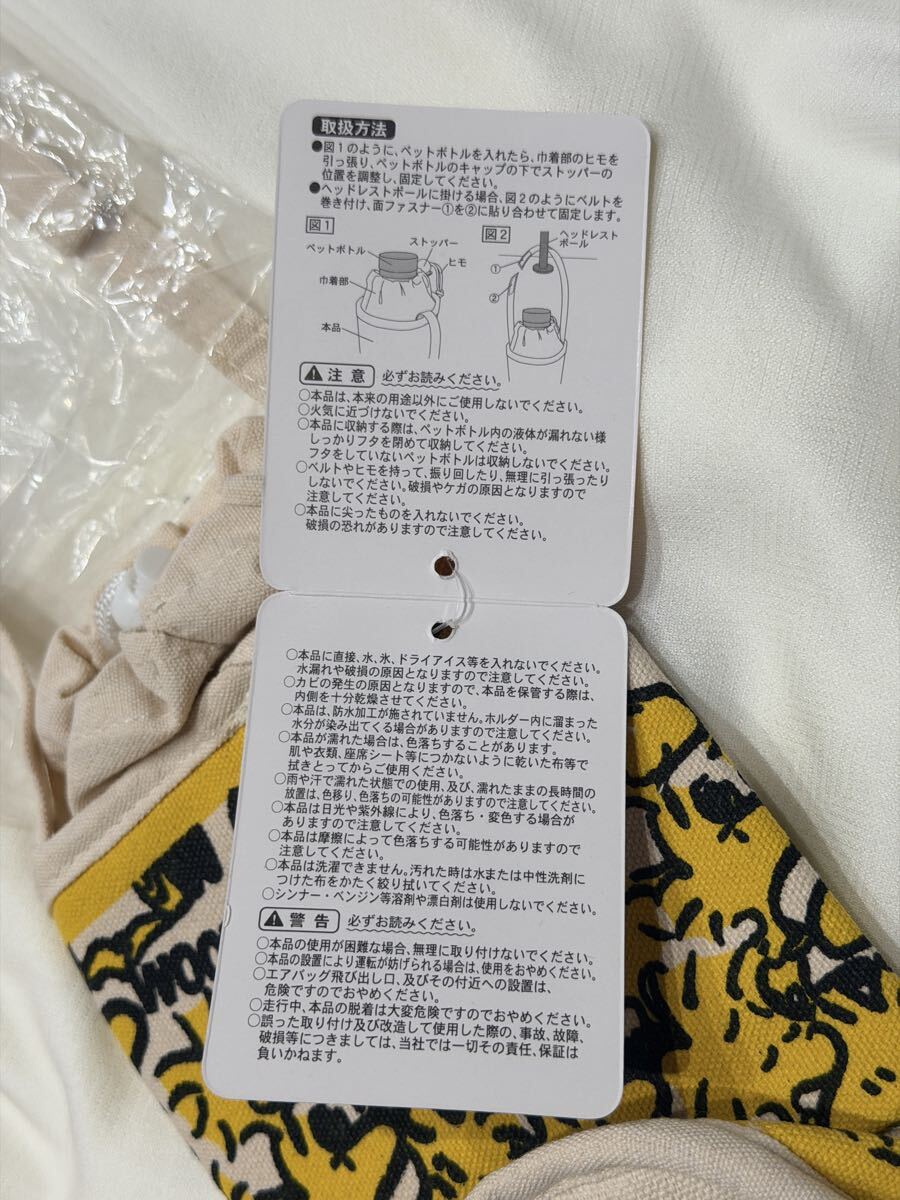 取扱方法
●図1のように、ペットボトルを入れたら、巾着部のヒモを
引っ張り、ペットボトルのキャップの下でストッパーの
位置を調整し、固定してください。
●ヘッドレストポールに掛ける場合、図2のようにベルトを
巻き付け、面ファスナー①を②に貼り合わせて固定します。
図1
ペットボトル
ストッパー
ヒモ
巾着部
本品
図2
ヘッドレスト
ポール
①
②
注意 必ずお読みください。
○本品は、本来の用途以外にご使用しないでください。
○火気に近づけないでください。
○本品に収納する際は、ペットボトル内の液体が漏れない様
しっかりフタを閉めて収納してください。
フタをしていないペットボトルは収納しないでください。
○ベルトやヒモを持って、振り回したり、無理に引っ張ったり
しないでください。破損やケガの原因となりますので
注意してください。
○本品に尖ったものを入れないでください。
破損の恐れがありますので注意してください。
○本品に直接、水、氷、ドライアイス等を入れないでください。
水漏れや破損の原因となりますので注意してください。
○カビの発生の原因となりますので、本品を保管する際は、
内側を十分乾燥させてください。
○本品は、防水加工が施されていません。ホルダー内に溜まった
水分が染み出てくる場合がありますので注意してください。
○本品が濡れた場合は、色落ちすることがあります。
肌や衣類、座席シート等につかないように乾いた布等で
拭きとってからご使用ください。
○雨や汗で濡れた状態での使用、及び、濡れたままの長時間の
放置は、色移り、色落ちの可能性がありますので注意してください。
○本品は日光や紫外線により、色落ち・変色する場合が
ありますので注意してください。
○本品は摩擦によって色落ちする可能性がありますので
注意してください。
○本品は洗濯できません。汚れた時は水または中性洗剤に
つけた布をかたく絞り拭いてください。
○シンナー・ベンジン等溶剤や漂白剤は使用しないでください。
警告 必ずお読みください。
○本品の使用が困難な場合、無理に取り付けないでください。
○本品の設置により運転が妨げられる場合は、使用をおやめください。
○エアバッグ飛び出し口、及びその付近への設置は、
危険ですのでおやめください。
○走行中、本品の脱着は大変危険ですのでおやめください。
○誤った取り付け及び改造して使用した際の、事故、故障、
破損等につきましては、当社では一切その責任、保証は
負いかねます。